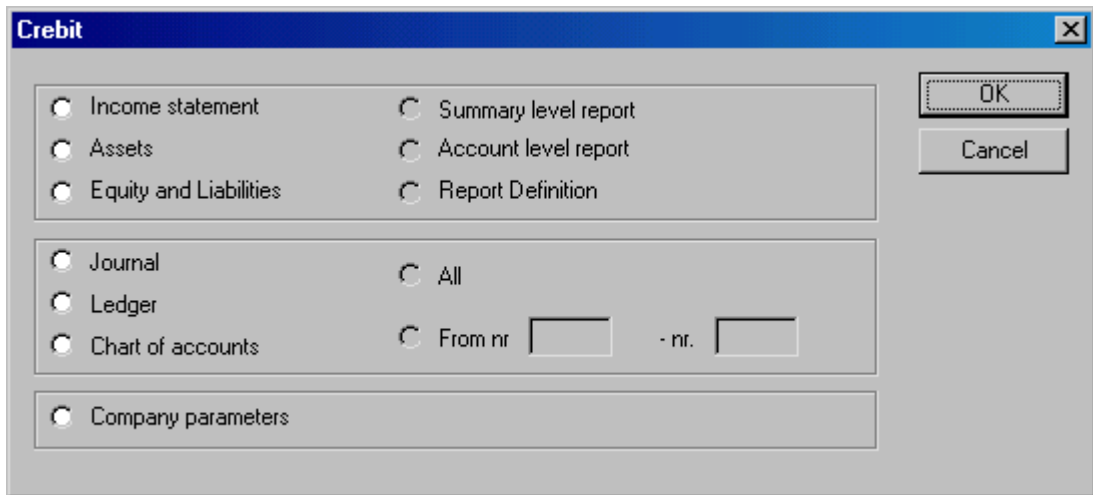 Crebit
Income statement
Summary level report
Assets
Account level report
Equity and Liabilities
Report Definition
OK
Cancel
Journal
All
Ledger
Chart of accounts
From nr - nr.
Company parameters